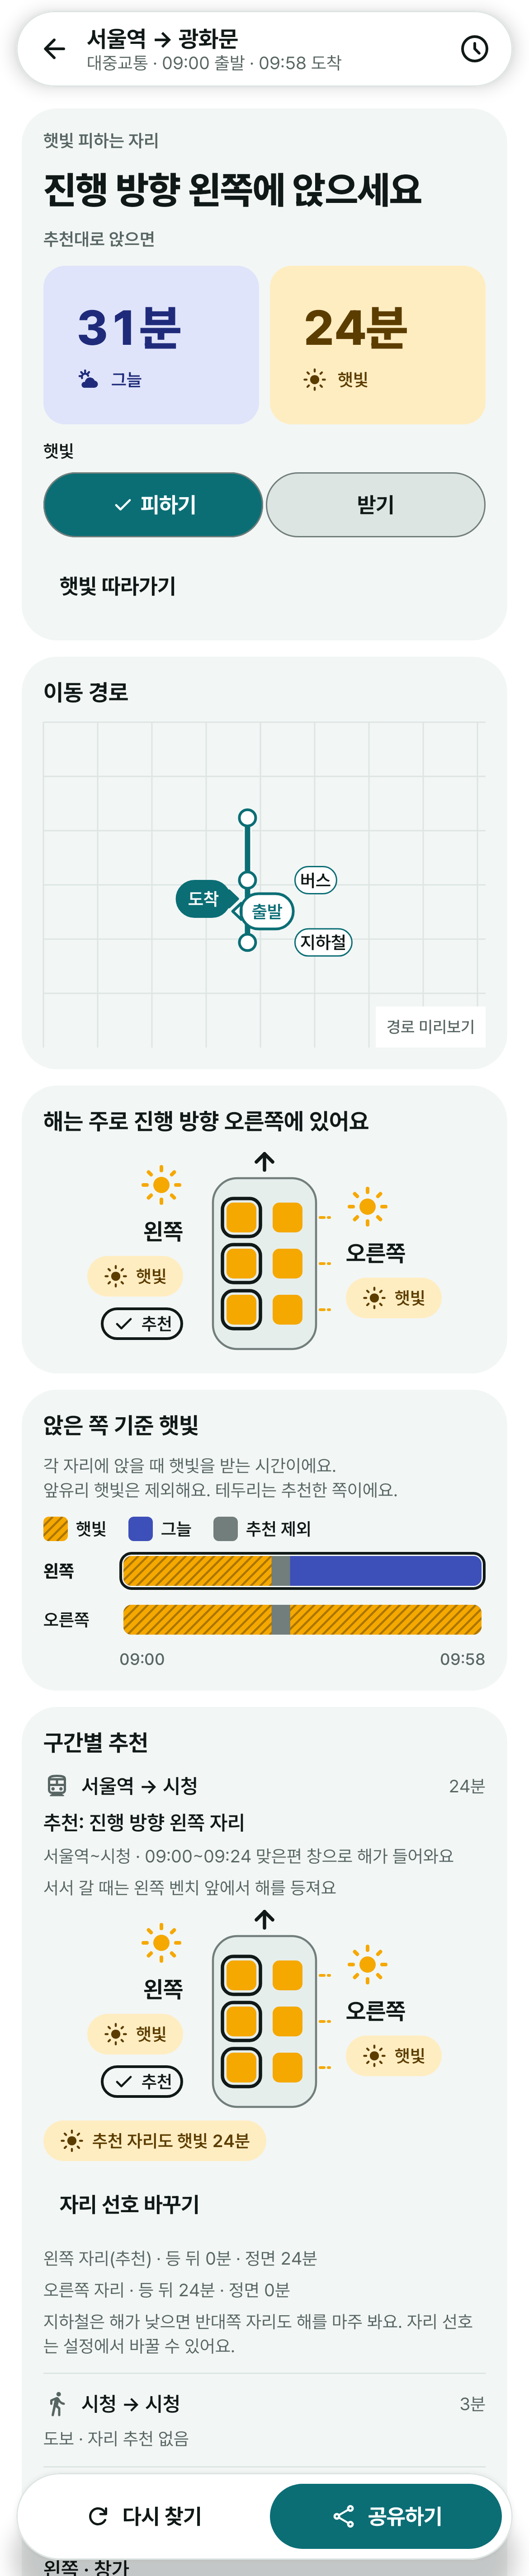 서울역 → 광화문
대중교통 · 09:00 출발 · 09:58 도착
햇빛 피하는 자리
진행 방향 왼쪽에 앉으세요
추천대로 앉으면
31분
그늘
24분
햇빛
햇빛
피하기
받기
햇빛 따라가기
이동 경로
버스
도착
출발
지하철
경로 미리보기
해는 주로 진행 방향 오른쪽에 있어요
왼쪽
햇빛
추천
오른쪽
햇빛
앉은 쪽 기준 햇빛
각 자리에 앉을 때 햇빛을 받는 시간이에요.
앞유리 햇빛은 제외해요. 테두리는 추천한 쪽이에요.
햇빛 그늘 추천 제외
왼쪽
오른쪽
09:00 09:58
구간별 추천
서울역 → 시청 24분
추천: 진행 방향 왼쪽 자리
서울역~시청 · 09:00~09:24 맞은편 창으로 해가 들어와요
서서 갈 때는 왼쪽 벤치 앞에서 해를 등져요
왼쪽
햇빛
추천
오른쪽
햇빛
추천 자리도 햇빛 24분
자리 선호 바꾸기
왼쪽 자리(추천) · 등 뒤 0분 · 정면 24분
오른쪽 자리 · 등 뒤 24분 · 정면 0분
지하철은 해가 낮으면 반대쪽 자리도 해를 마주 봐요. 자리 선호
는 설정에서 바꿀 수 있어요.
시청 → 시청 3분
도보 · 자리 추천 없음
다시 찾기
공유하기
왼쪽 · 창가